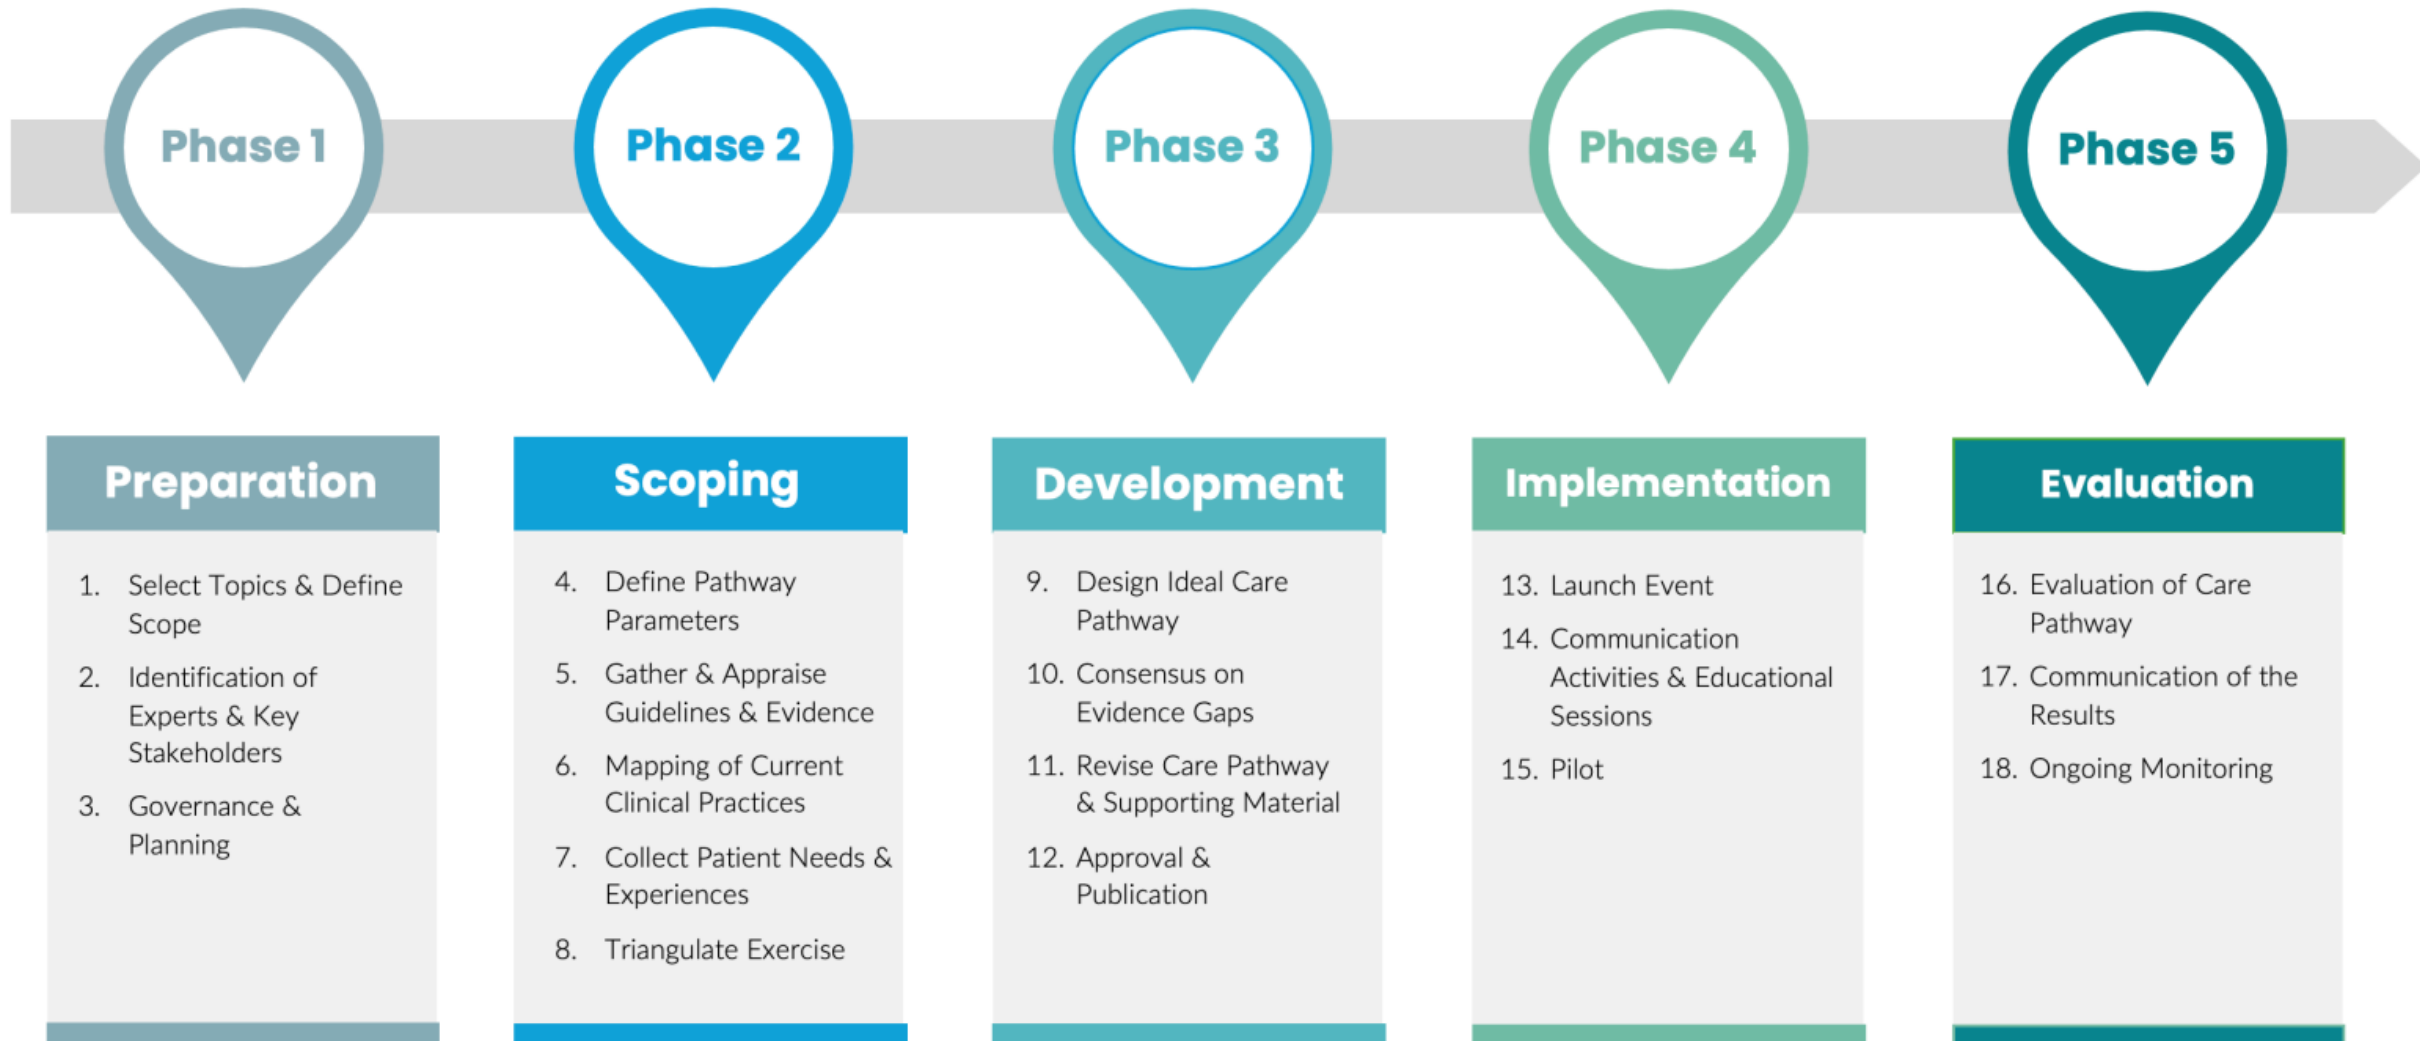 Phase 1
Phase 2
Phase 3
Phase 4
Phase 5
Preparation
1. Select Topics & Define
Scope
2. Identification of
Experts & Key
Stakeholders
3. Governance &
Planning
Scoping
4. Define Pathway
Parameters
5. Gather & Appraise
Guidelines & Evidence
6. Mapping of Current
Clinical Practices
7. Collect Patient Needs &
Experiences
8. Triangulate Exercise
Development
9. Design Ideal Care
Pathway
10. Consensus on
Evidence Gaps
11. Revise Care Pathway
& Supporting Material
12. Approval &
Publication
Implementation
13. Launch Event
14. Communication
Activities & Educational
Sessions
15. Pilot
Evaluation
16. Evaluation of Care
Pathway
17. Communication of the
Results
18. Ongoing Monitoring